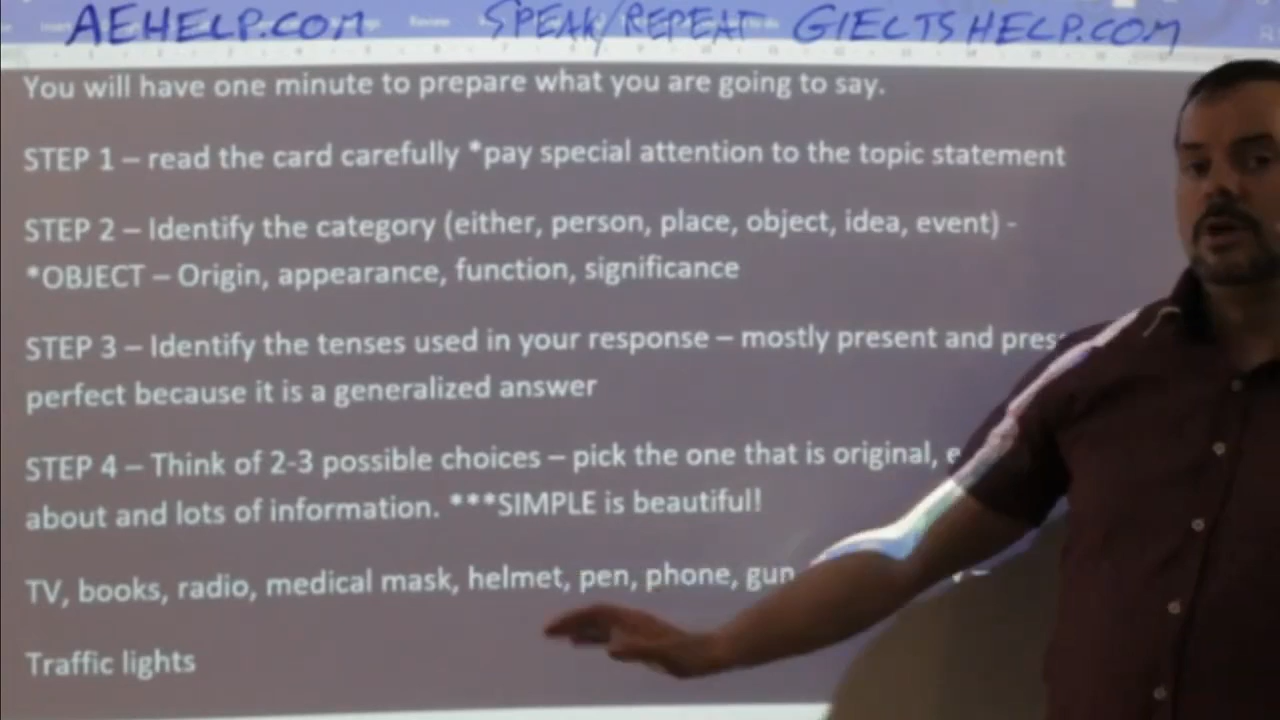 AEHELP.COM SPEAK/REPEAT GIELTSHELP.COM
You will have one minute to prepare what you are going to say.
STEP 1 – read the card carefully *pay special attention to the topic statement
STEP 2 – Identify the category (either, person, place, object, idea, event) -
*OBJECT – Origin, appearance, function, significance
STEP 3 – Identify the tenses used in your response – mostly present and
perfect because it is a generalized answer
STEP 4 – Think of 2-3 possible choices – pick the one that is original,
about and lots of information. ***SIMPLE is beautiful!
TV, books, radio, medical mask, helmet, pen, phone, gun
Traffic lights